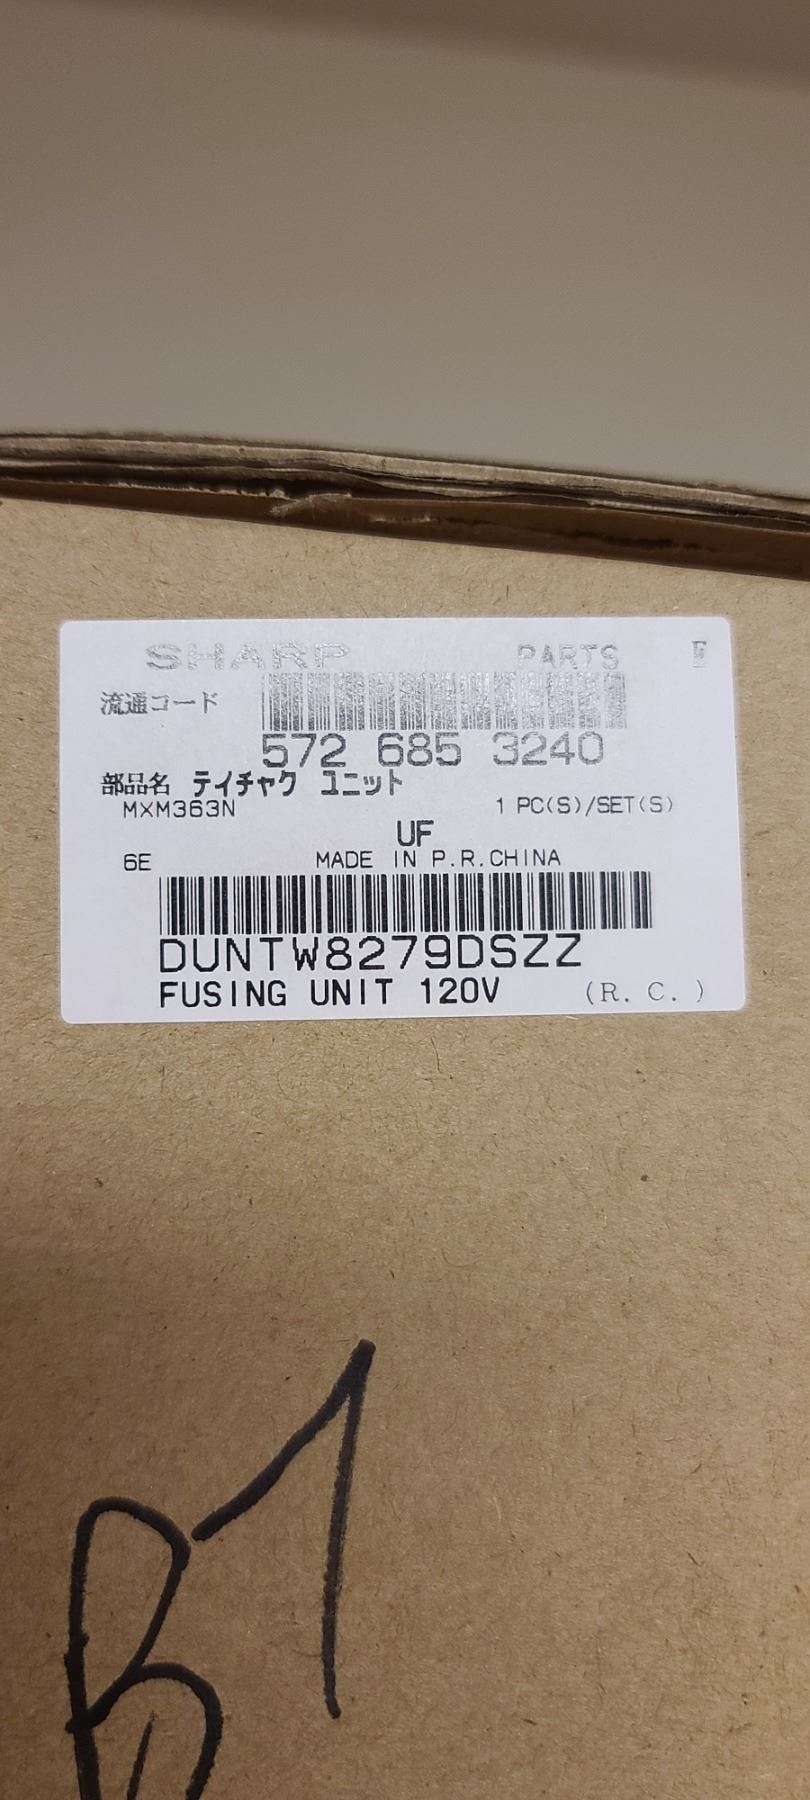 SHARP PARTS E
流通コード
572 685 3240
部品名 テイチャク ユニット
MXM363N 1 PC(S)/SET(S)
UF
6E MADE IN P.R.CHINA
DUNTW8279DSZZ
FUSING UNIT 120V (R. C. )
B1